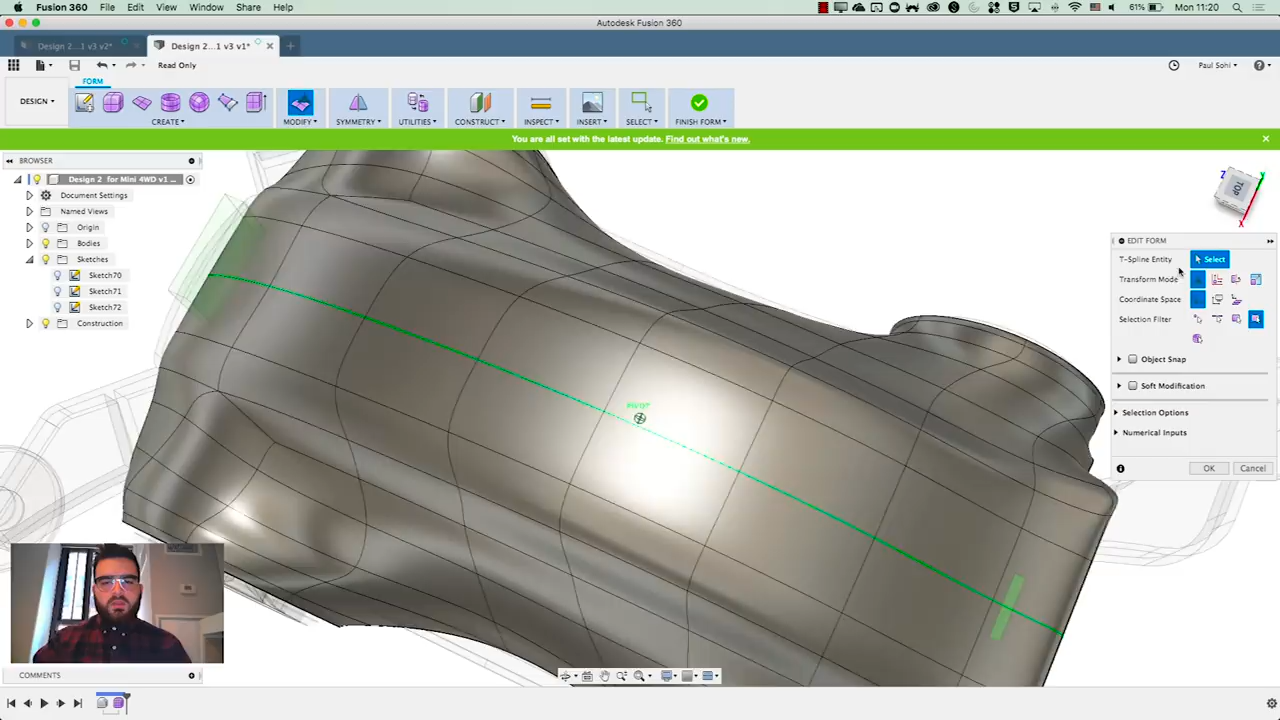 Fusion 360 File Edit View Window Share Help 61% Mon 11:20
Autodesk Fusion 360
Design 2...1 v3 v2* Design 2...1 v3 v1*
Read Only Paul Sohi
FORM
DESIGN
CREATE MODIFY SYMMETRY UTILITIES CONSTRUCT INSPECT INSERT SELECT FINISH FORM
You are all set with the latest update. Find out what's new.
BROWSER
Design 2 for Mini 4WD v1 ...
Document Settings
Named Views
Origin
Bodies
Sketches
Sketch70
Sketch71
Sketch72
Construction
TOP
Z
Y
X
PIVOT
EDIT FORM
T-Spline Entity Select
Transform Mode
Coordinate Space
Selection Filter
Object Snap
Soft Modification
Selection Options
Numerical Inputs
OK Cancel
COMMENTS